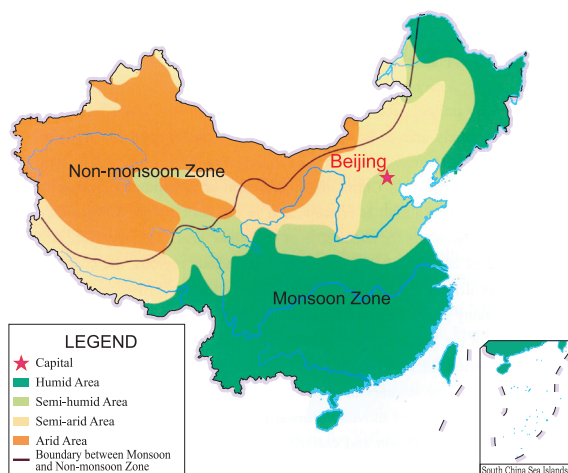 Beijing
Non-monsoon Zone
Monsoon Zone
LEGEND
Capital
Humid Area
Semi-humid Area
Semi-arid Area
Arid Area
Boundary between Monsoon
and Non-monsoon Zone
South China Sea Islands